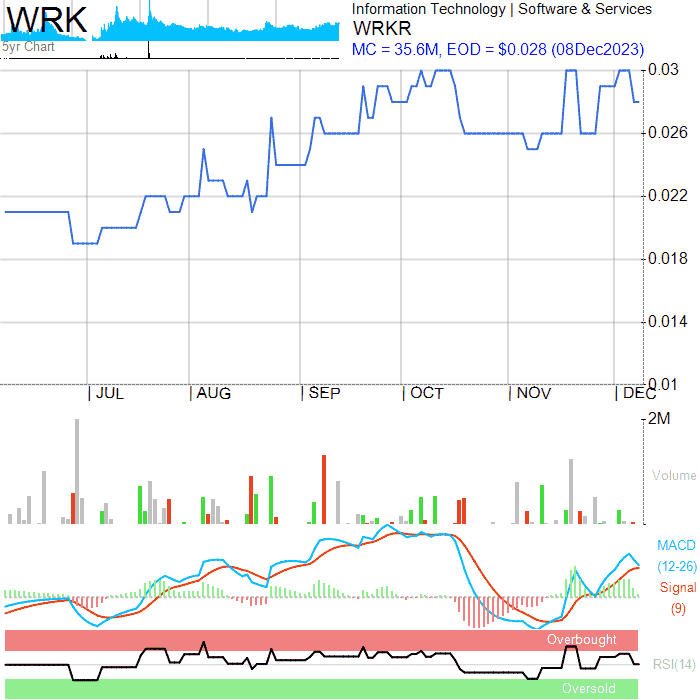 WRK
5yr Chart
Information Technology | Software & Services
WRKR
MC = 35.6M, EOD = $0.028 (08Dec2023)
0.03
0.026
0.022
0.018
0.014
0.01
JUL AUG SEP OCT NOV DEC
2M
Volume
MACD
(12-26)
Signal
(9)
Overbought
RSI(14)
Oversold